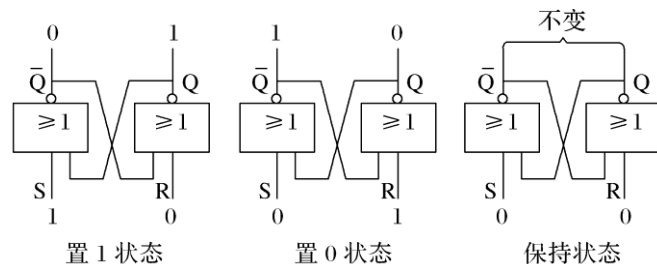 0 1 1 0 不变
Q̄ Q Q̄ Q Q̄ Q
≥1 ≥1 ≥1 ≥1 ≥1 ≥1
S R S R S R
1 0 0 1 0 0
置1状态 置0状态 保持状态